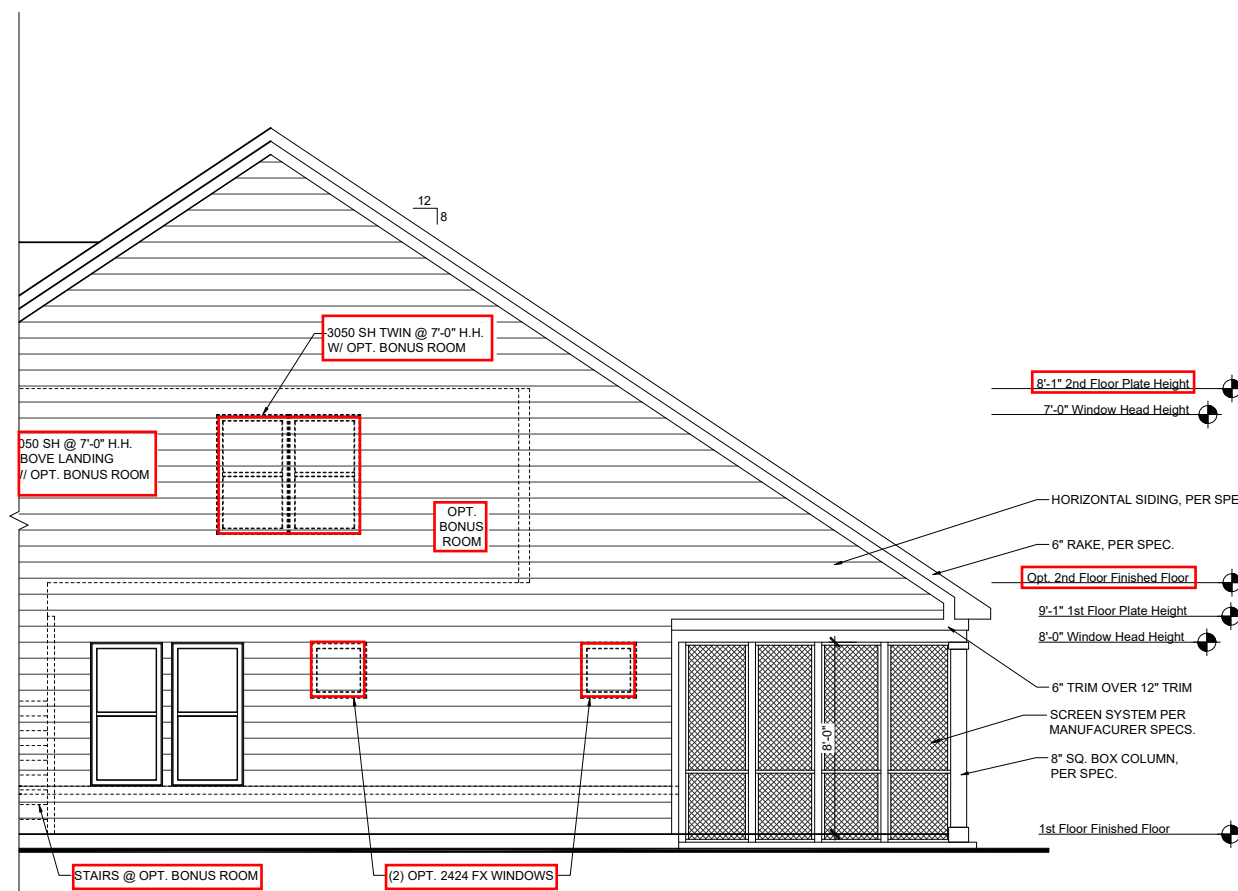 12
8
3050 SH TWIN @ 7'-0" H.H.
W/ OPT. BONUS ROOM
8'-1" 2nd Floor Plate Height
7'-0" Window Head Height
050 SH @ 7'-0" H.H.
BOVE LANDING
// OPT. BONUS ROOM
OPT.
BONUS
ROOM
HORIZONTAL SIDING, PER SPE
6" RAKE, PER SPEC.
Opt. 2nd Floor Finished Floor
9'-1" 1st Floor Plate Height
8'-0" Window Head Height
6" TRIM OVER 12" TRIM
SCREEN SYSTEM PER
MANUFACURER SPECS.
8'-0"
8" SQ. BOX COLUMN,
PER SPEC.
1st Floor Finished Floor
STAIRS @ OPT. BONUS ROOM
(2) OPT. 2424 FX WINDOWS